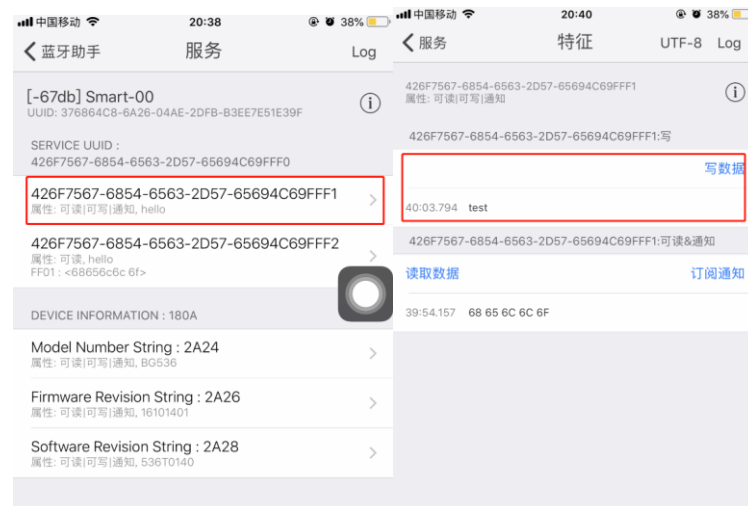 中国移动 20:38 38%
蓝牙助手 服务 Log
[-67db] Smart-00
UUID: 376864C8-6A26-04AE-2DFB-B3EE7E51E39F
SERVICE UUID :
426F7567-6854-6563-2D57-65694C69FFF0
426F7567-6854-6563-2D57-65694C69FFF1
属性: 可读|可写|通知, hello
426F7567-6854-6563-2D57-65694C69FFF2
属性: 可读, hello
FF01 : <68656c6c 6f>
DEVICE INFORMATION : 180A
Model Number String : 2A24
属性: 可读|可写|通知, BG536
Firmware Revision String : 2A26
属性: 可读|可写|通知, 16101401
Software Revision String : 2A28
属性: 可读|可写|通知, 536T0140
中国移动 20:40 38%
服务 特征 UTF-8 Log
426F7567-6854-6563-2D57-65694C69FFF1
属性: 可读|可写|通知
426F7567-6854-6563-2D57-65694C69FFF1:写
写数据
40:03.794 test
426F7567-6854-6563-2D57-65694C69FFF1:可读&通知
读取数据 订阅通知
39:54.157 68 65 6C 6C 6F